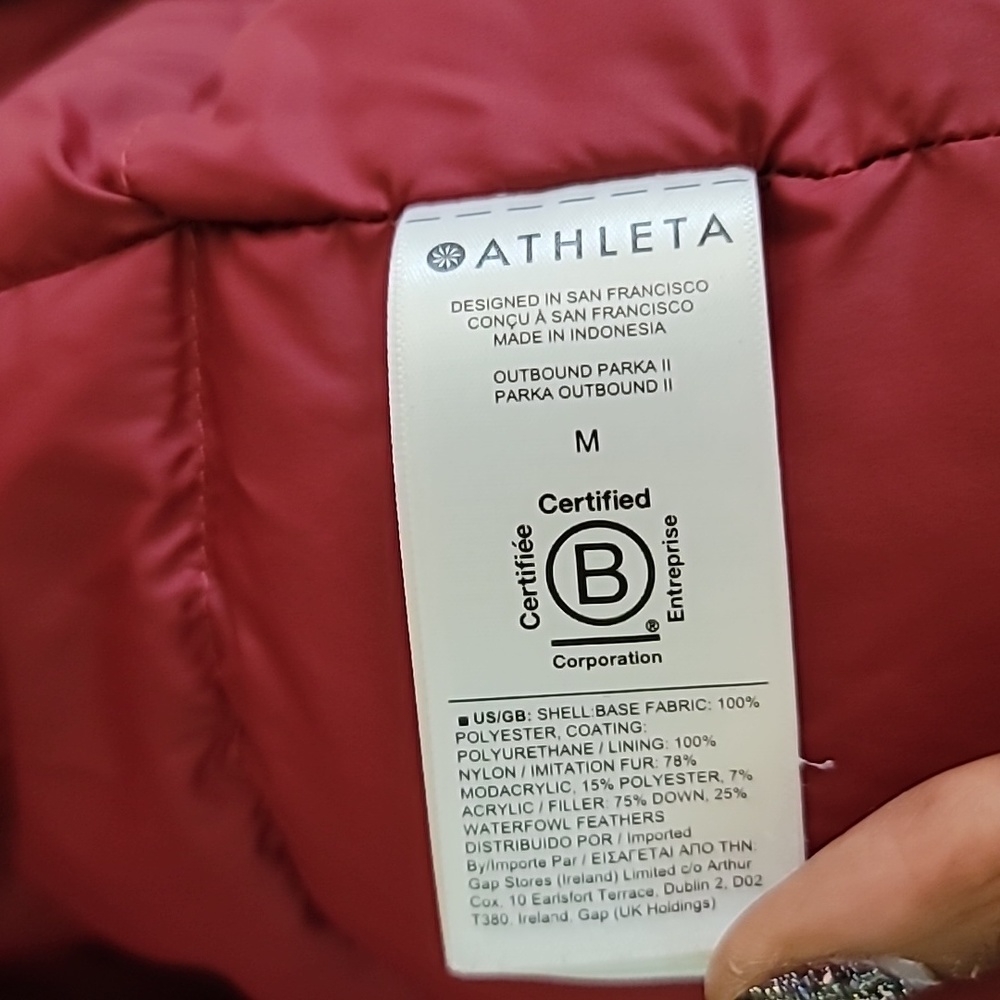 ATHLETA
DESIGNED IN SAN FRANCISCO
CONÇU À SAN FRANCISCO
MADE IN INDONESIA
OUTBOUND PARKA II
PARKA OUTBOUND II
M
Certified
Certifiée
B
Entreprise
®
Corporation
US/GB: SHELL:BASE FABRIC: 100%
POLYESTER, COATING:
POLYURETHANE / LINING: 100%
NYLON / IMITATION FUR: 78%
MODACRYLIC, 15% POLYESTER, 7%
ACRYLIC / FILLER: 75% DOWN, 25%
WATERFOWL FEATHERS
DISTRIBUIDO POR / Imported
By/Importe Par / ΕΙΣΑΓΕΤΑΙ ΑΠΟ ΤΗΝ:
Gap Stores (Ireland) Limited c/o Arthur
Cox, 10 Earlsfort Terrace, Dublin 2, D02
T380, Ireland, Gap (UK Holdings)